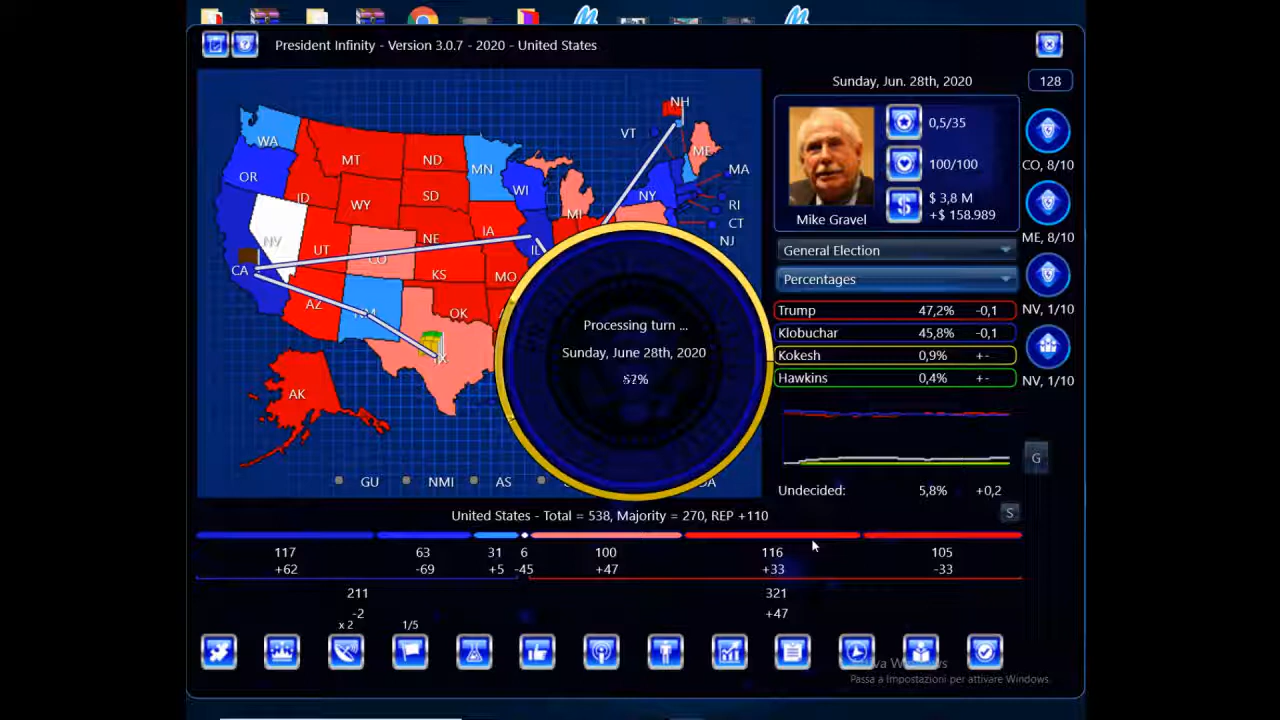 President Infinity - Version 3.0.7 - 2020 - United States
Sunday, Jun. 28th, 2020
128
NH
WA
VT
MT
ND
MN
ME
MA
OR
ID
WI
NY
WY
SD
RI
MI
CT
NV
UT
NE
IA
IL
NJ
CO
CA
KS
MO
AZ
NM
OK
TX
AK
GU
NMI
AS
Mike Gravel
0,5/35
100/100
$ 3,8 M
+$ 158.989
CO, 8/10
ME, 8/10
NV, 1/10
NV, 1/10
General Election
Percentages
Trump 47,2% -0,1
Klobuchar 45,8% -0,1
Kokesh 0,9% +-
Hawkins 0,4% +-
G
Undecided: 5,8% +0,2
S
Processing turn ...
Sunday, June 28th, 2020
62%
United States - Total = 538, Majority = 270, REP +110
117 63 31 6 100 116 105
+62 -69 +5 -45 +47 +33 -33
211 321
-2 +47
x 2 1/5
Passa a Impostazioni per attivare Windows.